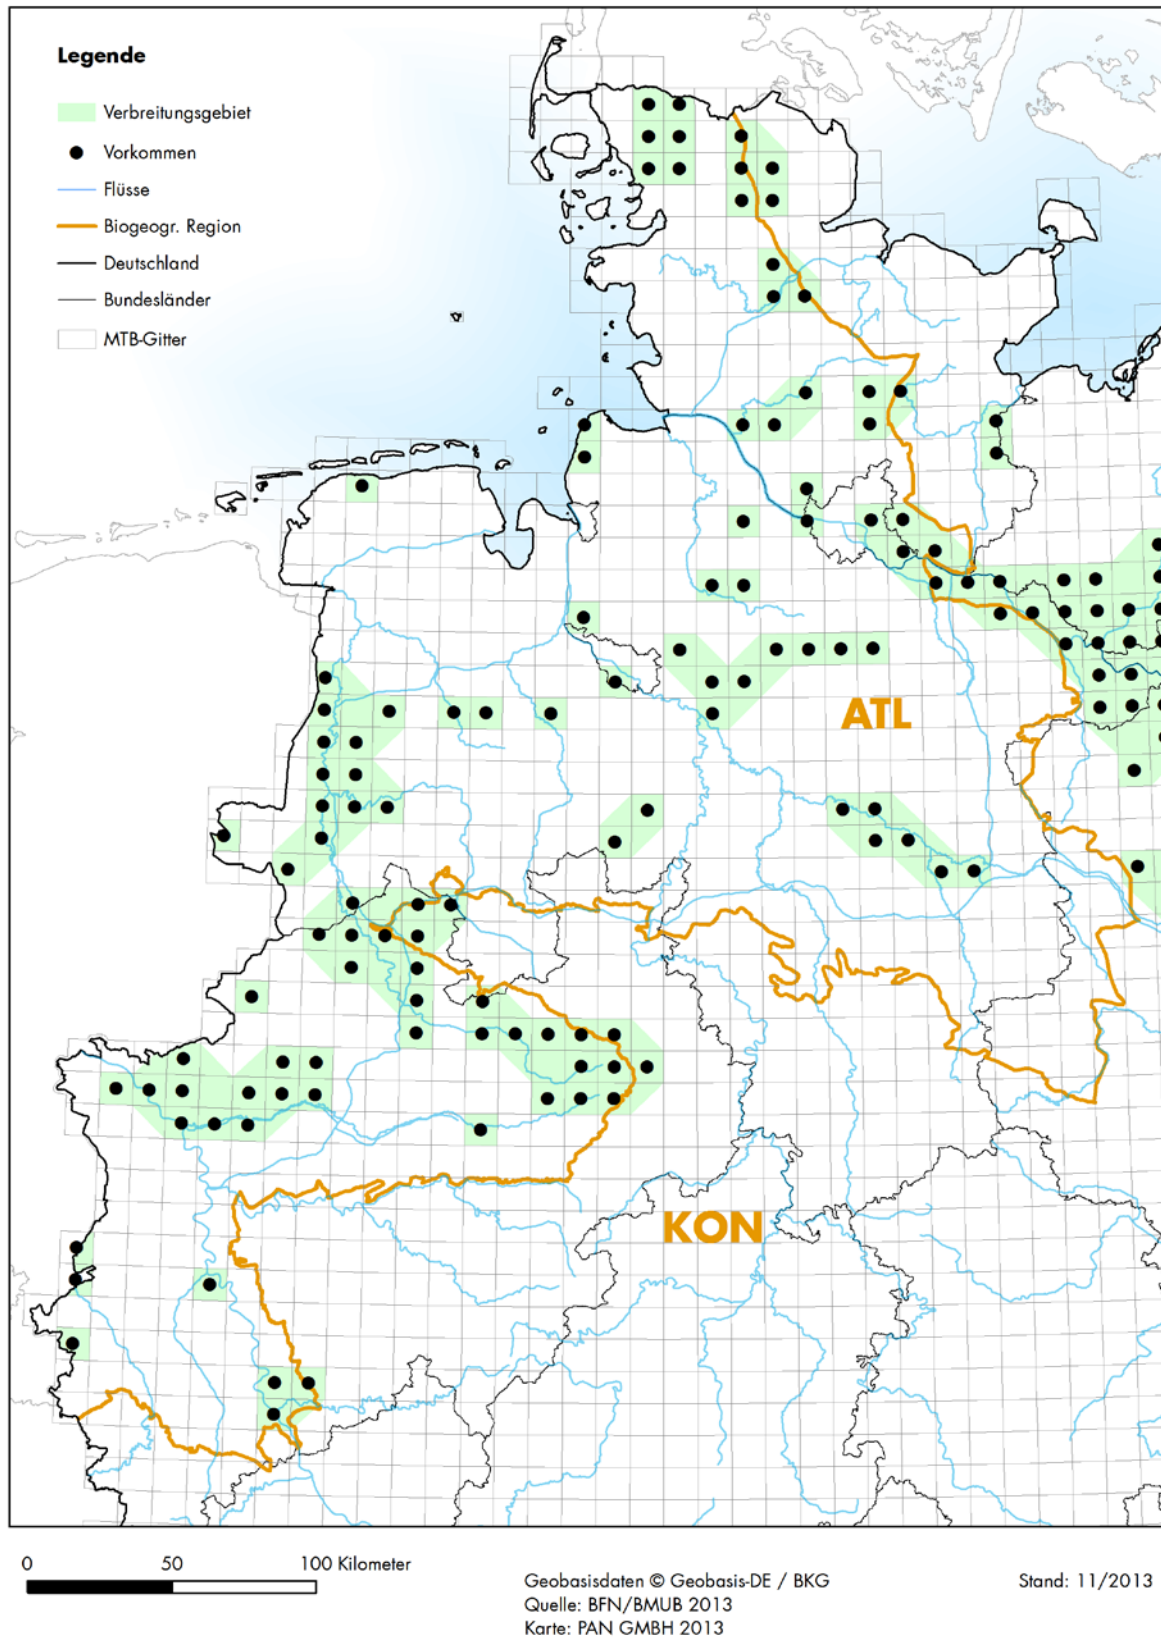 Legende
Verbreitungsgebiet
Vorkommen
Flüsse
Biogeogr. Region
Deutschland
Bundesländer
MTB-Gitter
ATL
KON
0 50 100 Kilometer
Geobasisdaten © Geobasis-DE / BKG
Quelle: BFN/BMUB 2013
Karte: PAN GMBH 2013
Stand: 11/2013